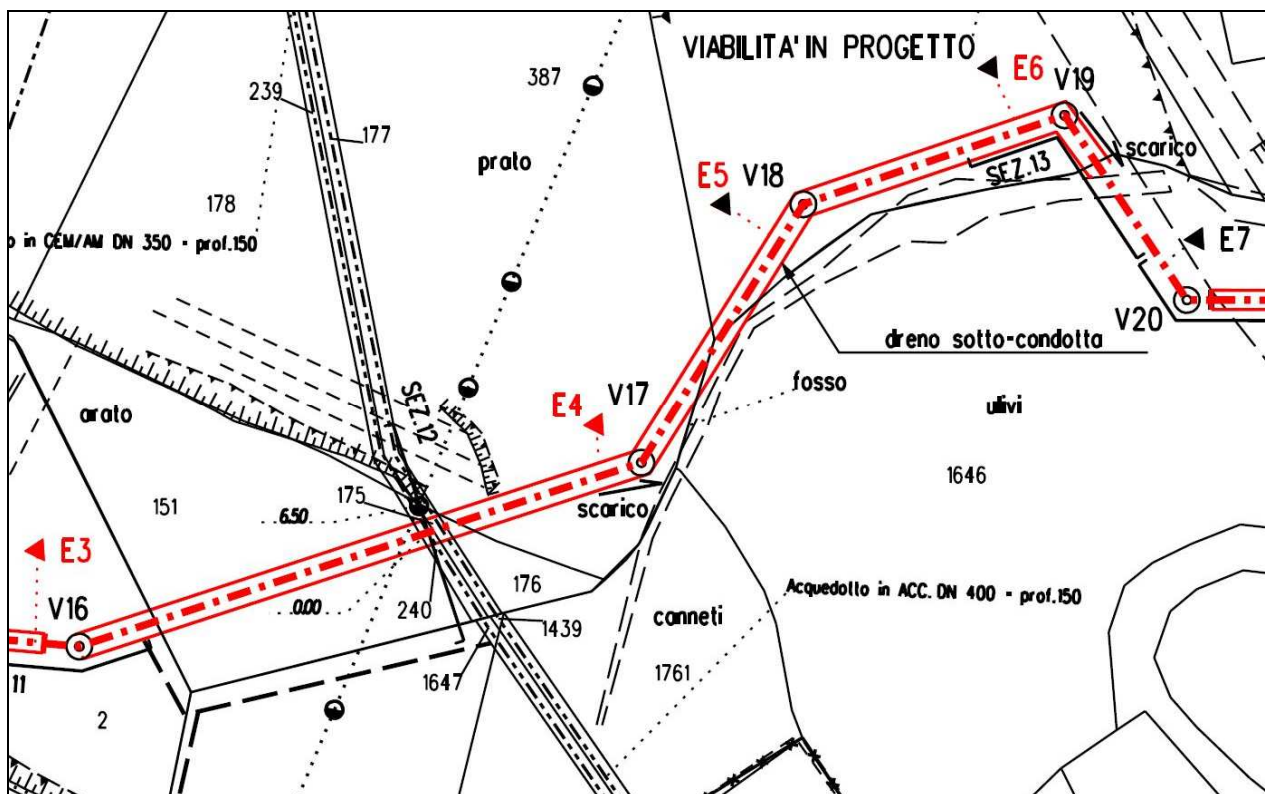 VIABILITA' IN PROGETTO
E6
V19
387
239
177
prato
scarico
SEZ.13
E5
V18
178
o in CEM/AM DN 350 - prof.150
E7
V20
dreno sotto-condotta
fosso
ulivi
SEZ.12
V17
E4
arato
1646
151
175
6.50
scarico
E3
V16
0.00
240
176
1439
canneti
Acquedotto in ACC. DN 400 - prof.150
1647
1761
11
2